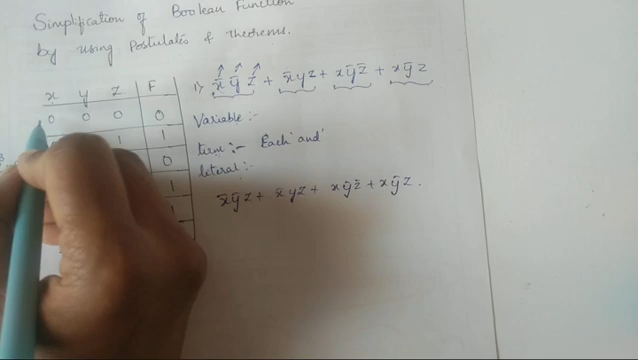 Simplification of Boolean Function
by using Postulates & Theorems.
x y z F
0 0 0 0
1 1
0
1
1
1) x̄ȳz + x̄yz + xȳz̄ + xȳz
Variable :-
term :- Each 'and'
literal :-
x̄ȳz + x̄yz + xȳz̄ + xȳz.